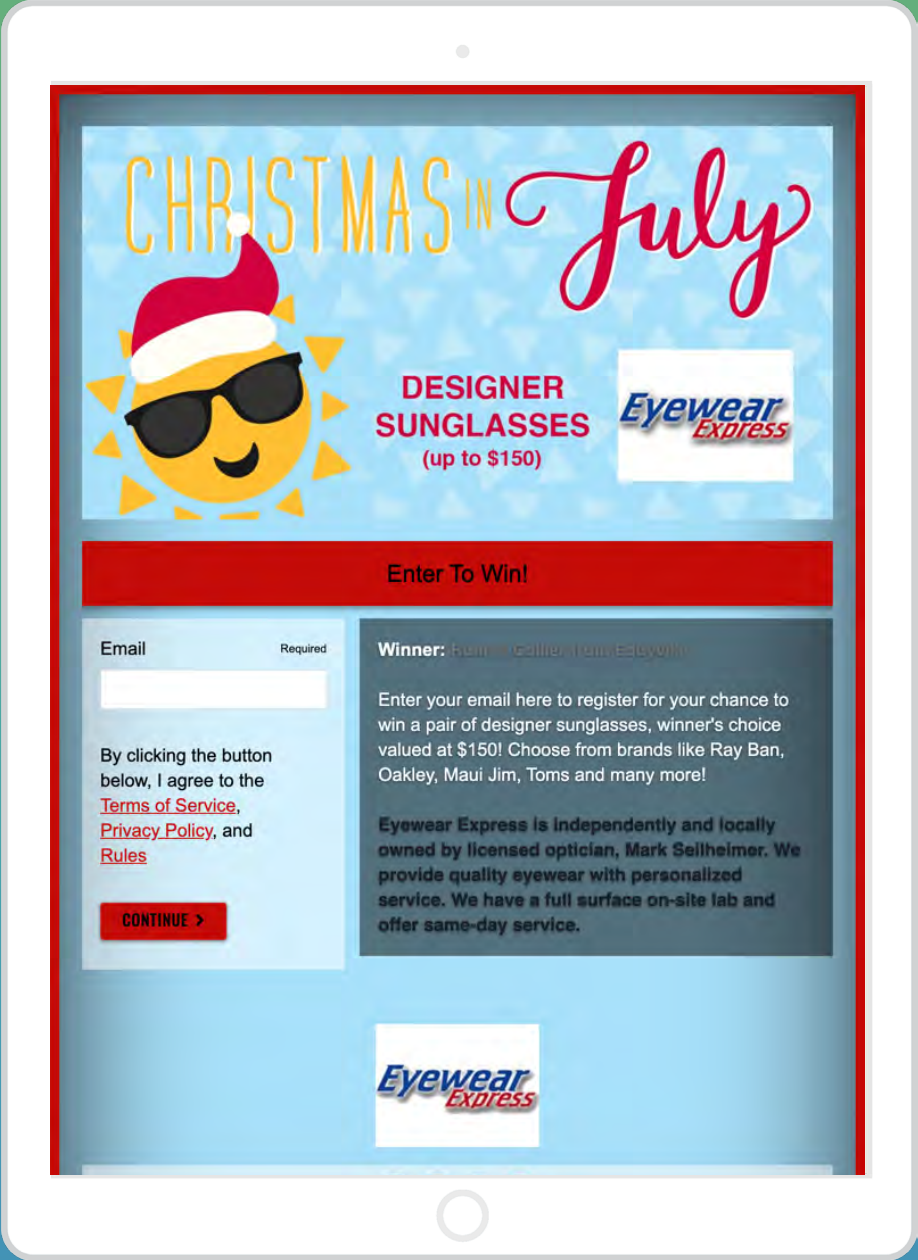 CHRISTMAS IN July
DESIGNER
SUNGLASSES
(up to $150)
Eyewear
Express
Enter To Win!
Email Required
By clicking the button
below, I agree to the
Terms of Service,
Privacy Policy, and
Rules
CONTINUE >
Winner:
Enter your email here to register for your chance to
win a pair of designer sunglasses, winner's choice
valued at $150! Choose from brands like Ray Ban,
Oakley, Maui Jim, Toms and many more!
Eyewear Express is independently and locally
owned by licensed optician, Mark Sellheimer. We
provide quality eyewear with personalized
service. We have a full surface on-site lab and
offer same-day service.
Eyewear
Express